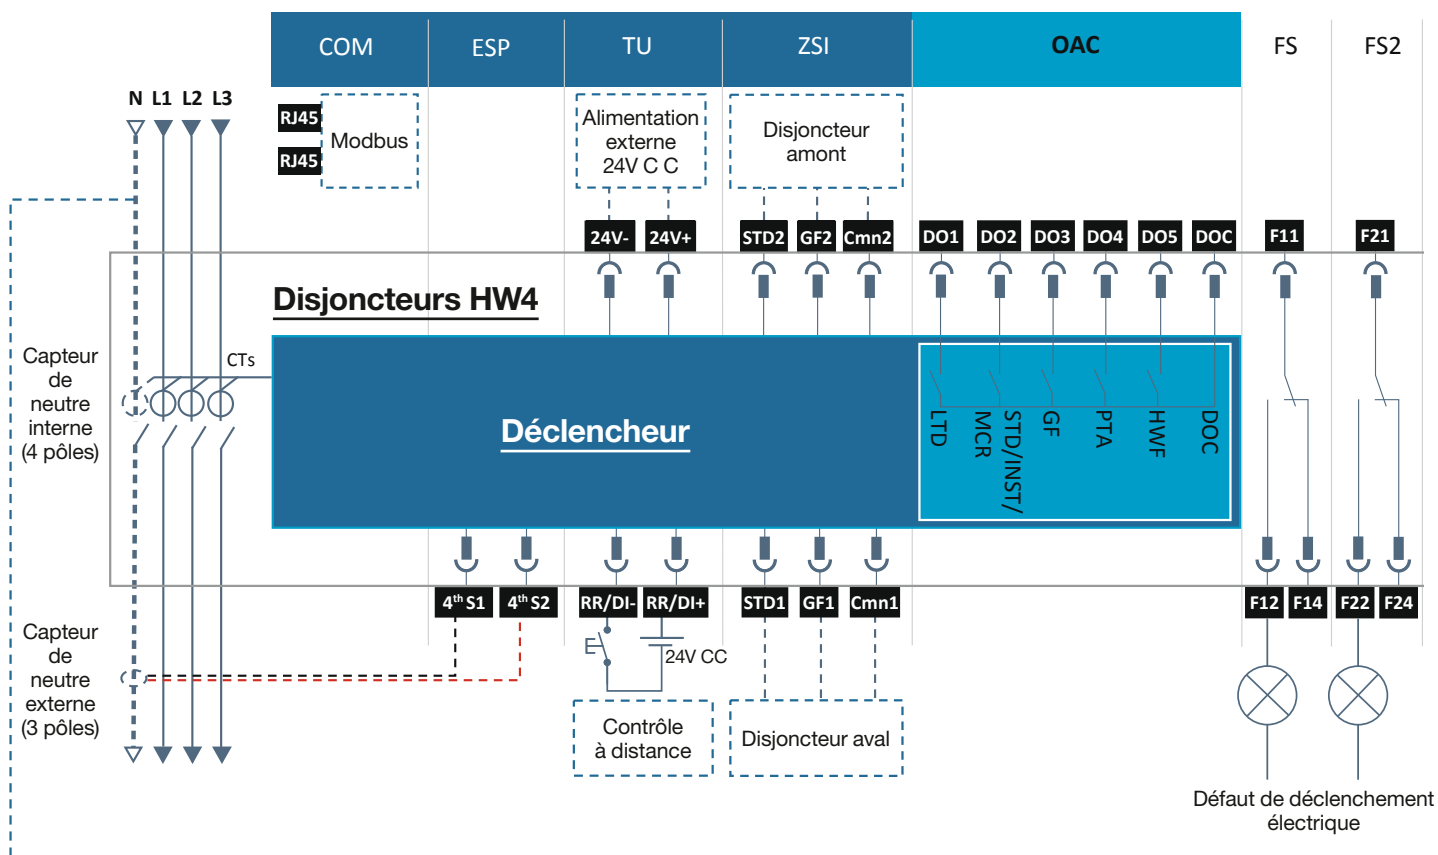 COM ESP TU ZSI OAC FS FS2
N L1 L2 L3
RJ45
RJ45
Modbus
Alimentation
externe
24V C C
Disjoncteur
amont
24V- 24V+ STD2 GF2 Cmn2 DO1 DO2 DO3 DO4 DO5 DOC F11 F21
Disjoncteurs HW4
Capteur
de
neutre
interne
(4 pôles)
CTs
Déclencheur
LTD
MCR
STD/INST/
GF
PTA
HWF
DOC
4th S1 4th S2 RR/DI- RR/DI+ STD1 GF1 Cmn1 F12 F14 F22 F24
24V CC
Capteur
de
neutre
externe
(3 pôles)
Contrôle
à distance
Disjoncteur aval
Défaut de déclenchement
électrique